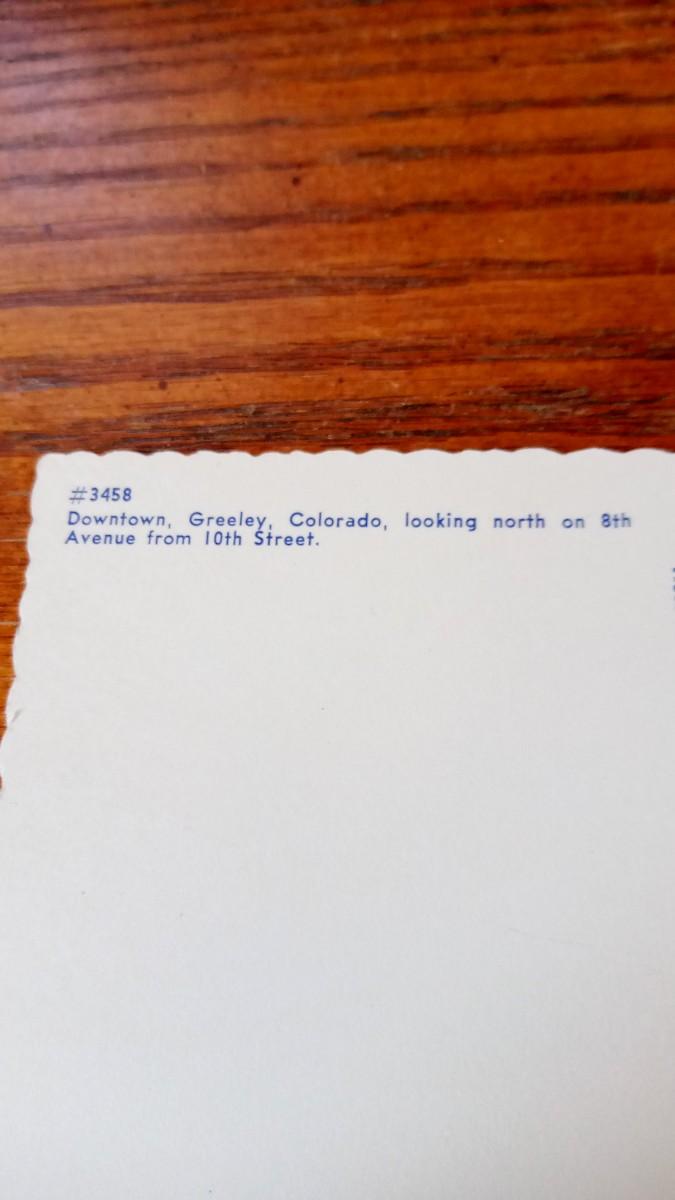 #3458
Downtown, Greeley, Colorado, looking north on 8th
Avenue from 10th Street.